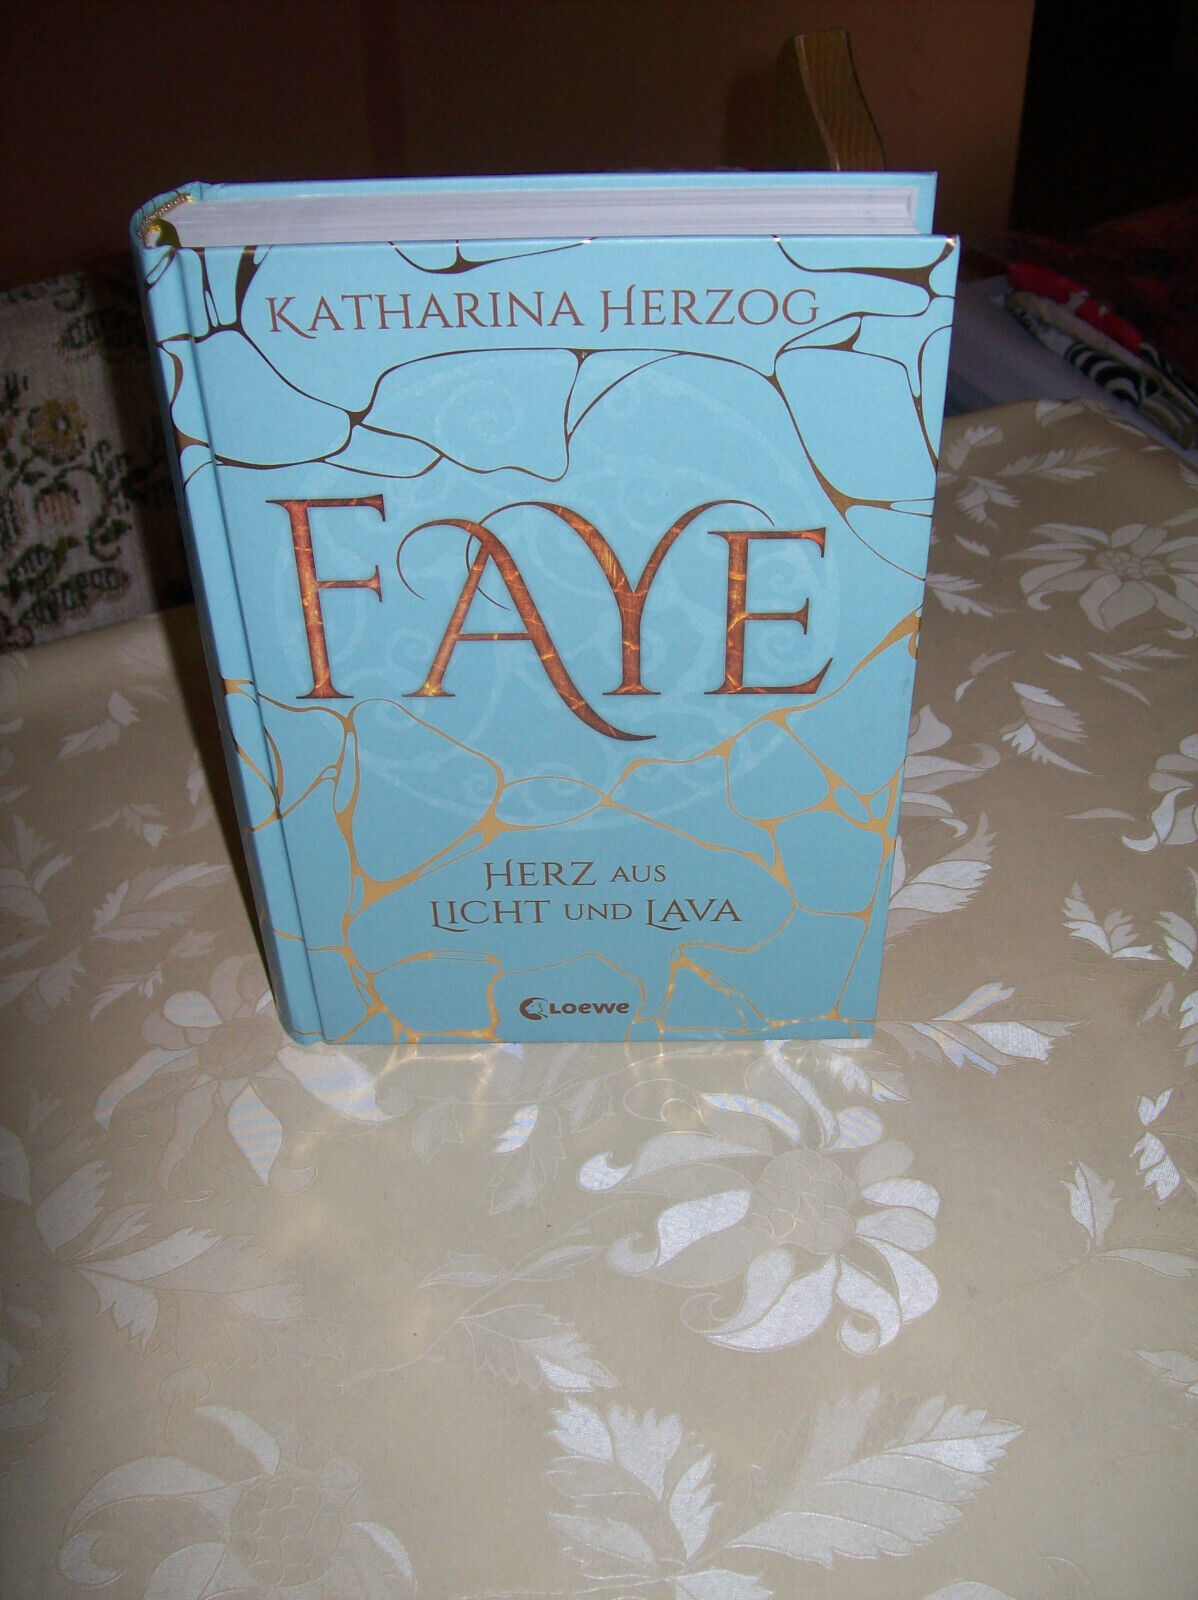 KATHARINA HERZOG
FAYE
HERZ AUS
LICHT UND LAVA
LOEWE